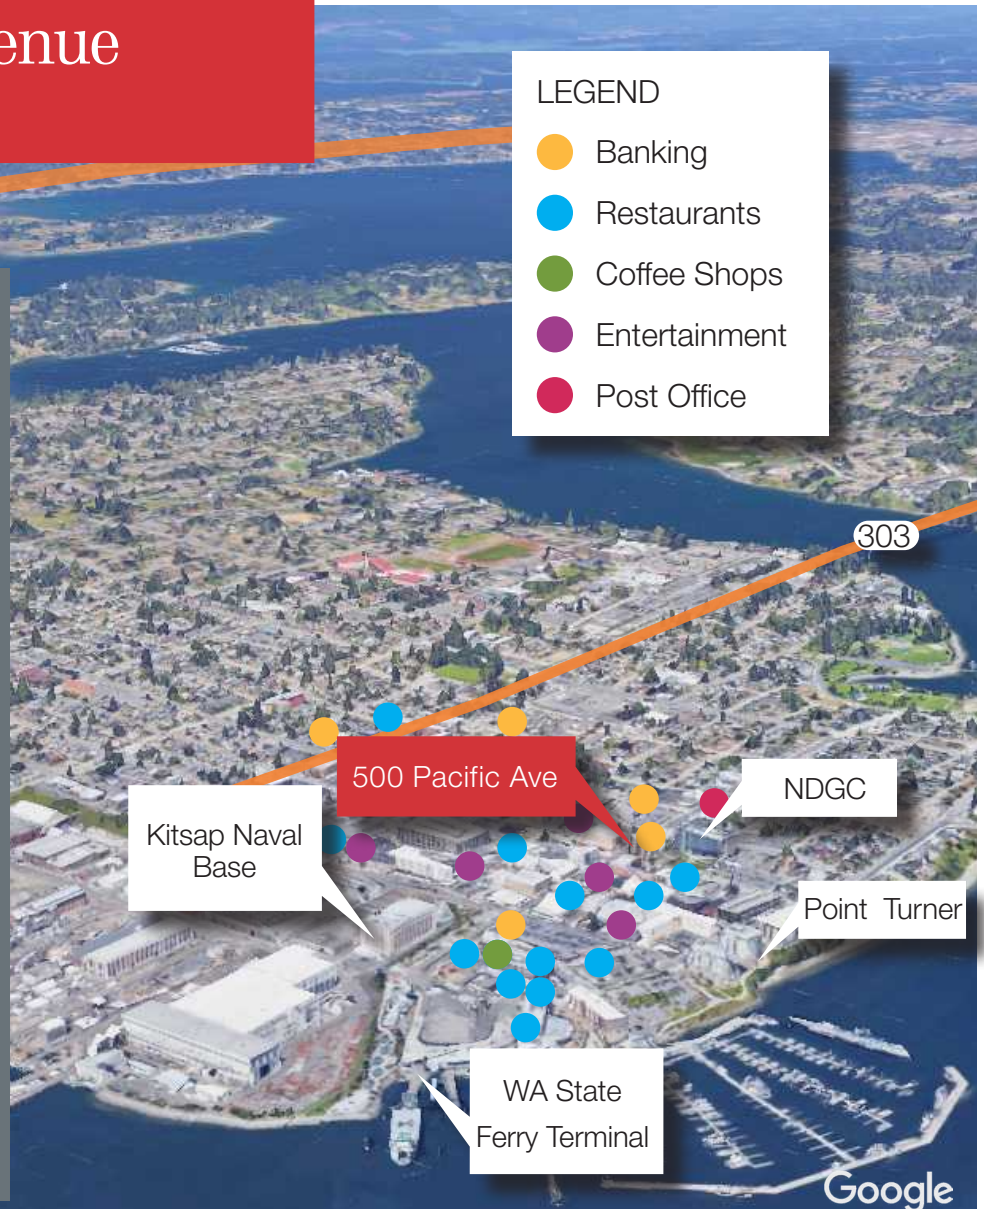 enue
LEGEND
Banking
Restaurants
Coffee Shops
Entertainment
Post Office
303
500 Pacific Ave
NDGC
Kitsap Naval
Base
Point Turner
WA State
Ferry Terminal
Google